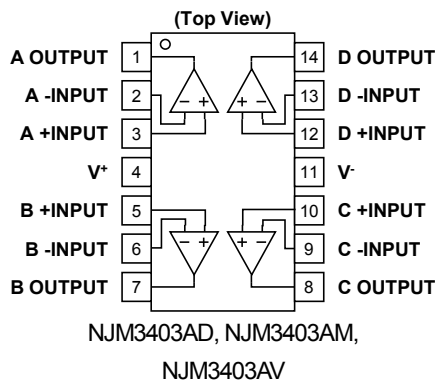 (Top View)
A OUTPUT 1 14 D OUTPUT
A -INPUT 2 - + + - 13 D -INPUT
A +INPUT 3 12 D +INPUT
V+ 4 11 V-
B +INPUT 5 10 C +INPUT
B -INPUT 6 - + + - 9 C -INPUT
B OUTPUT 7 8 C OUTPUT
NJM3403AD, NJM3403AM,
NJM3403AV